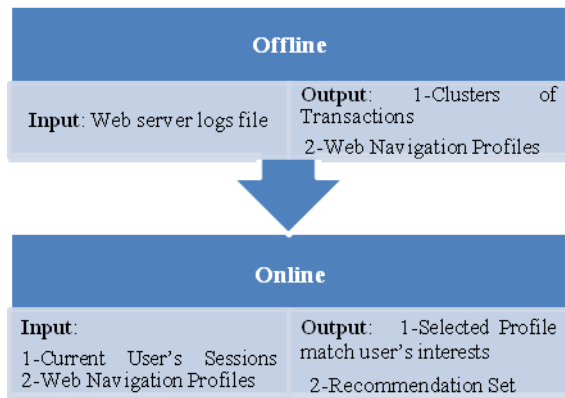 Offline
Input: Web server logs file
Output: 1-Clusters of
Transactions
2-Web Navigation Profiles
Online
Input:
1-Current User's Sessions
2-Web Navigation Profiles
Output: 1-Selected Profile
match user's interests
2-Recommendation Set